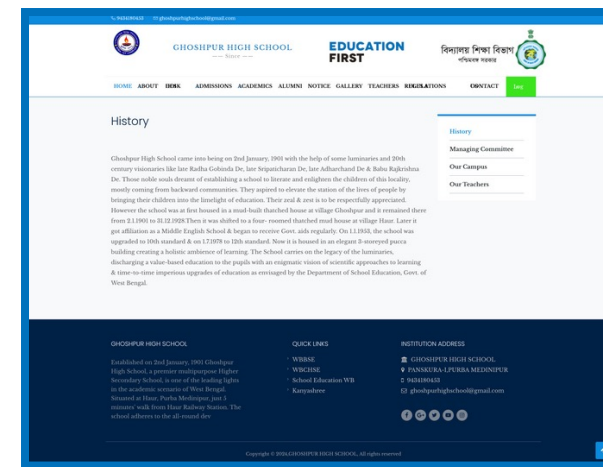 9434190453 ghoshpurhighschool@gmail.com
GHOSHPUR HIGH SCHOOL
---- Since ----
EDUCATION
FIRST
বিদ্যালয় শিক্ষা বিভাগ
পশ্চিমবঙ্গ সরকার
HOME ABOUT ADMISSIONS ACADEMICS ALUMNI NOTICE GALLERY TEACHERS
History
Ghoshpur High School came into being on 2nd January, 1901 with the help of some luminaries and 20th
century visionaries like late Radha Gobinda De, late Sripaticharan De, late Adharchand De & Babu Rajkrishna
De. Those noble souls dreamt of establishing a school to literate and enlighten the children of this locality,
mostly coming from backward communities. They aspired to elevate the station of the lives of people by
bringing their children into the limelight of education. Their zeal & zest is to be respectfully appreciated.
However the school was at first housed in a mud-built thatched house at village Ghoshpur and it remained there
from 2.1.1901 to 31.12.1928.Then it was shifted to a four- roomed thatched mud house at village Haur. Later it
got affiliation as a Middle English School & began to receive Govt. aids regularly. On 1.1.1953, the school was
upgraded to 10th standard & on 1.7.1978 to 12th standard. Now it is housed in an elegant 3-storeyed pucca
building creating a holistic ambience of learning. The School carries on the legacy of the luminaries,
discharging a value-based education to the pupils with an enigmatic vision of scientific approaches to learning
& time-to-time imperious upgrades of education as envisaged by the Department of School Education, Govt. of
West Bengal.
History
Managing Committee
Our Campus
Our Teachers
GHOSHPUR HIGH SCHOOL
Established on 2nd January, 1901 Ghoshpur
High School, a premier multipurpose Higher
Secondary School, is one of the leading lights
in the academic scenario of West Bengal.
Situated at Haur, Purba Medinipur, just 5
minutes' walk from Haur Railway Station. The
school adheres to the all-round dev
QUICK LINKS
WBBSE
WBCHSE
School Education WB
Kanyashree
INSTITUTION ADDRESS
GHOSHPUR HIGH SCHOOL
PANSKURA-I,PURBA MEDINIPUR
9434190453
ghoshpurhighschool@gmail.com
Copyright © 2024.GHOSHPUR HIGH SCHOOL, All rights reserved